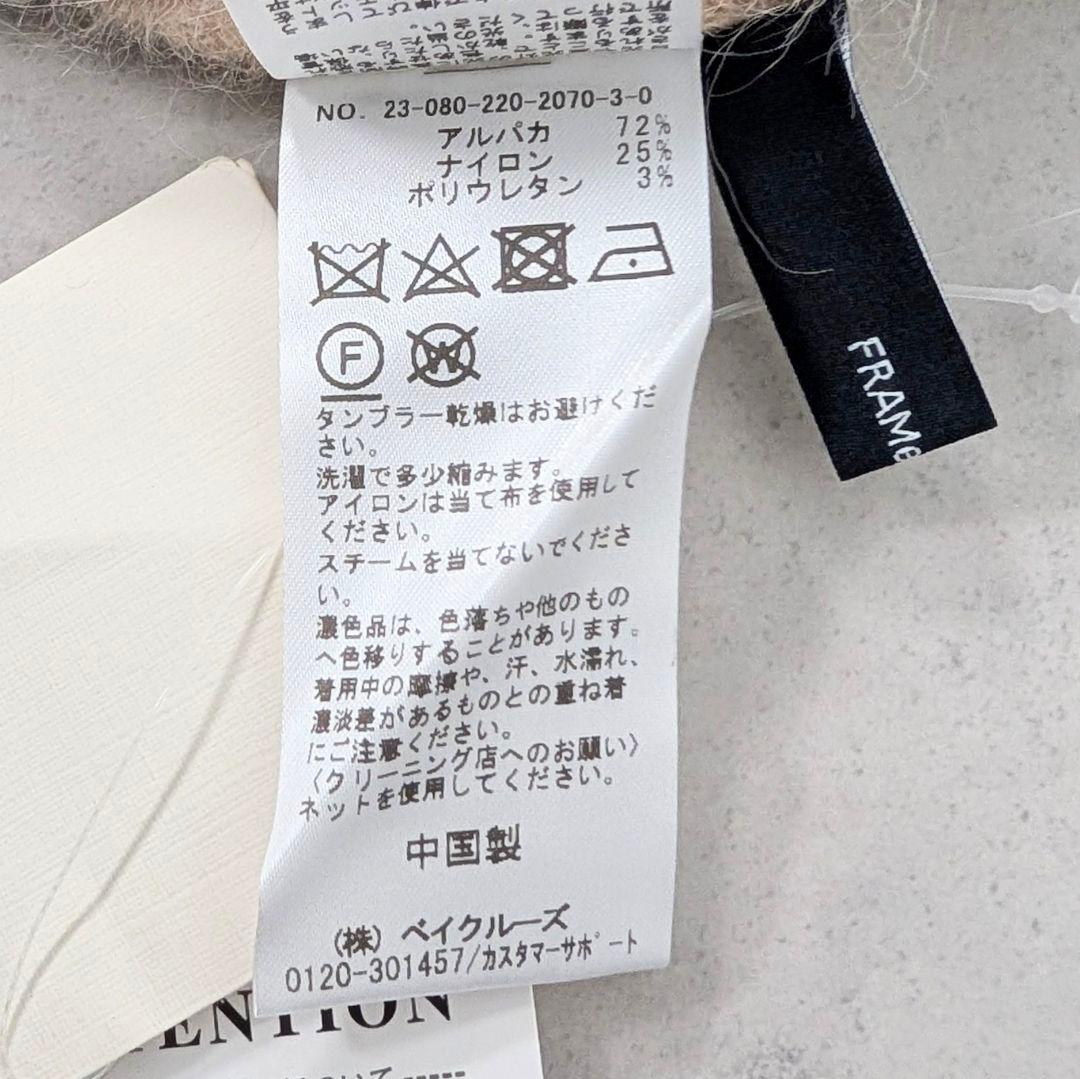 NO. 23-080-220-2070-3-0
アルパカ 72%
ナイロン 25%
ポリウレタン 3%
F
W
タンブラー乾燥はお避けくだ
さい。
洗濯で多少縮みます。
アイロンは当て布を使用して
ください。
スチームを当てないでくださ
い。
濃色品は、色落ちや他のもの
へ色移りすることがあります。
着用中の摩擦や、汗、水濡れ、
濃淡差があるものとの重ね着
にご注意ください。
〈クリーニング店へのお願い〉
ネットを使用してください。
中国製
(株) ベイクルーズ
0120-301457/カスタマーサポート
FRAMe
ENTION